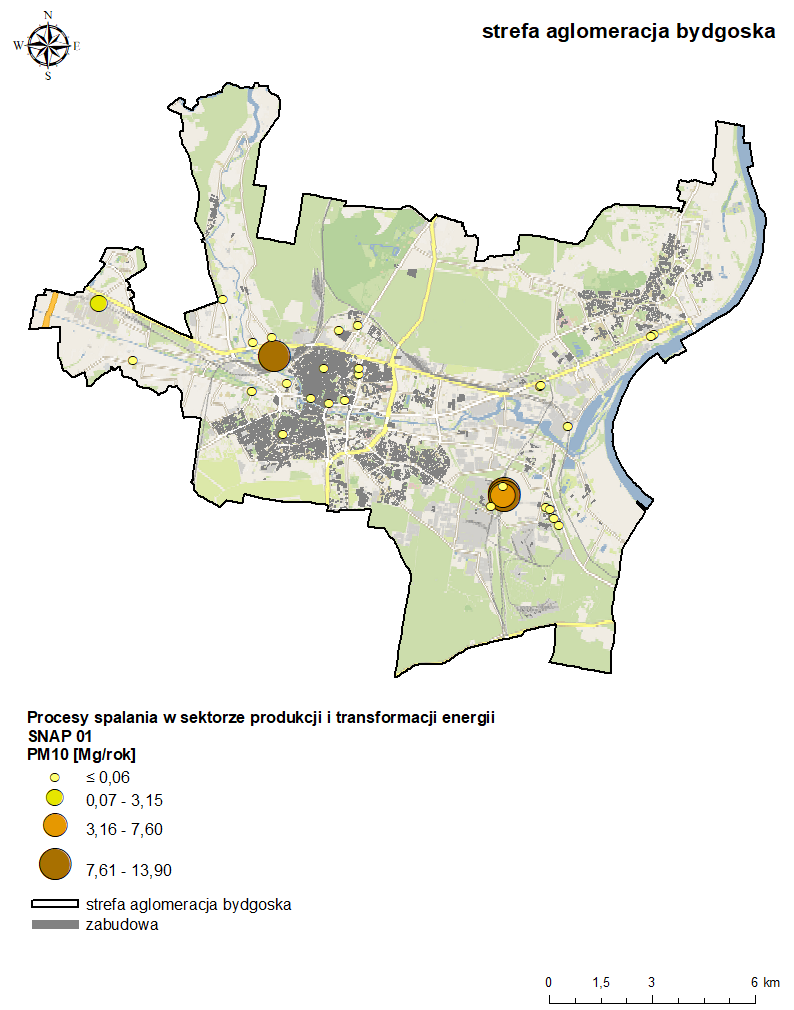 strefa aglomeracja bydgoska
N
W E
S
Procesy spalania w sektorze produkcji i transformacji energii
SNAP 01
PM10 [Mg/rok]
≤ 0,06
0,07 - 3,15
3,16 - 7,60
7,61 - 13,90
strefa aglomeracja bydgoska
zabudowa
0 1,5 3 6 km